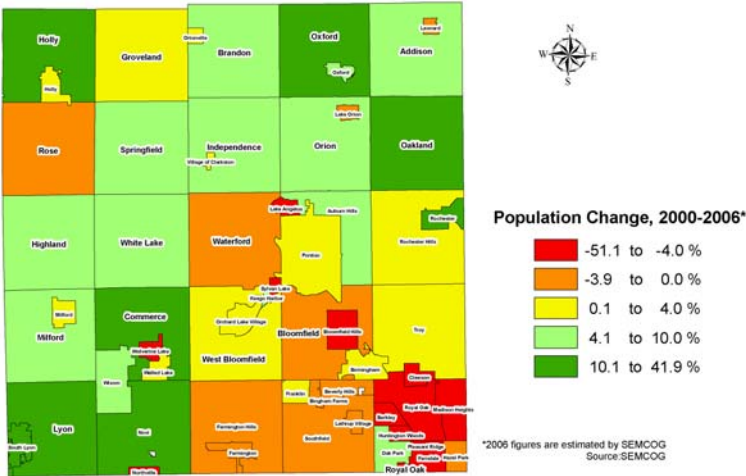 Holly
Groveland
Ortonville
Brandon
Oxford
Leonard
Addison
Holly
Oxford
Lake Orion
Rose
Springfield
Independence
Village of Clarkston
Orion
Oakland
Lake Angelus
Auburn Hills
Rochester
Highland
White Lake
Waterford
Pontiac
Rochester Hills
Sylvan Lake
Keego Harbor
Milford
Commerce
Orchard Lake Village
Bloomfield
Bloomfield Hills
Troy
Milford
Wolverine Lake
West Bloomfield
Birmingham
Walled Lake
Wixom
Franklin
Beverly Hills
Bingham Farms
Clawson
Royal Oak
Madison Heights
Lyon
Novi
Farmington Hills
Lathrup Village
Berkley
Southfield
Huntington Woods
South Lyon
Farmington
Oak Park
Pleasant Ridge
Ferndale
Hazel Park
Northville
Royal Oak
N
W
E
S
Population Change, 2000-2006*
-51.1 to -4.0 %
-3.9 to 0.0 %
0.1 to 4.0 %
4.1 to 10.0 %
10.1 to 41.9 %
*2006 figures are estimated by SEMCOG
Source:SEMCOG